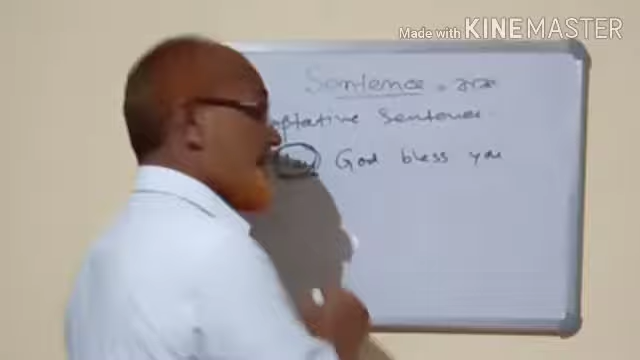 Made with KINEMASTER
Sentence = বাক্য
optative Sentence.
May God bless you